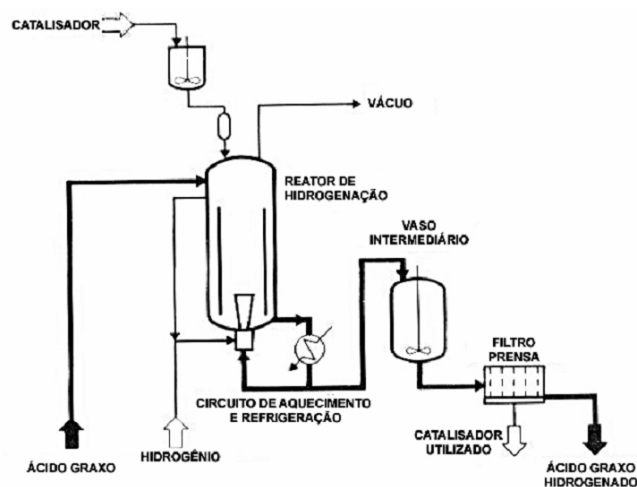 CATALISADOR
VÁCUO
REATOR DE
HIDROGENAÇÃO
VASO
INTERMEDIÁRIO
FILTRO
PRENSA
CIRCUITO DE AQUECIMENTO
E REFRIGERAÇÃO
CATALISADOR
UTILIZADO
ÁCIDO GRAXO
HIDROGÊNIO
ÁCIDO GRAXO
HIDROGENADO